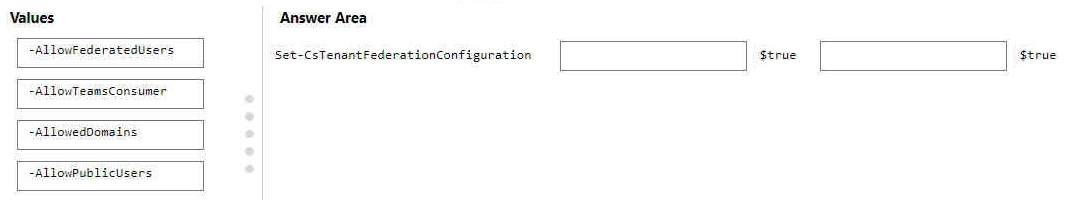 Values
-AllowFederatedUsers
-AllowTeamsConsumer
-AllowedDomains
-AllowPublicUsers
Answer Area
Set-CsTenantFederationConfiguration $true $true